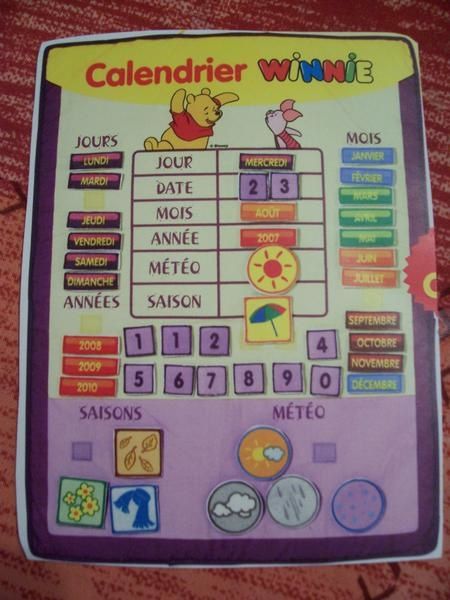 Calendrier WiNNiE
© Disney
JOURS
MOIS
LUNDI
MARDI
JEUDI
VENDREDI
SAMEDI
DIMANCHE
JOUR MERCREDI
DATE 2 3
MOIS AOÛT
ANNÉE 2007
MÉTÉO
SAISON
JANVIER
FÉVRIER
MARS
AVRIL
MAI
JUIN
JUILLET
SEPTEMBRE
OCTOBRE
NOVEMBRE
DÉCEMBRE
ANNÉES
2008
2009
2010
1 1 2 4
5 6 7 8 9 0
SAISONS
MÉTÉO